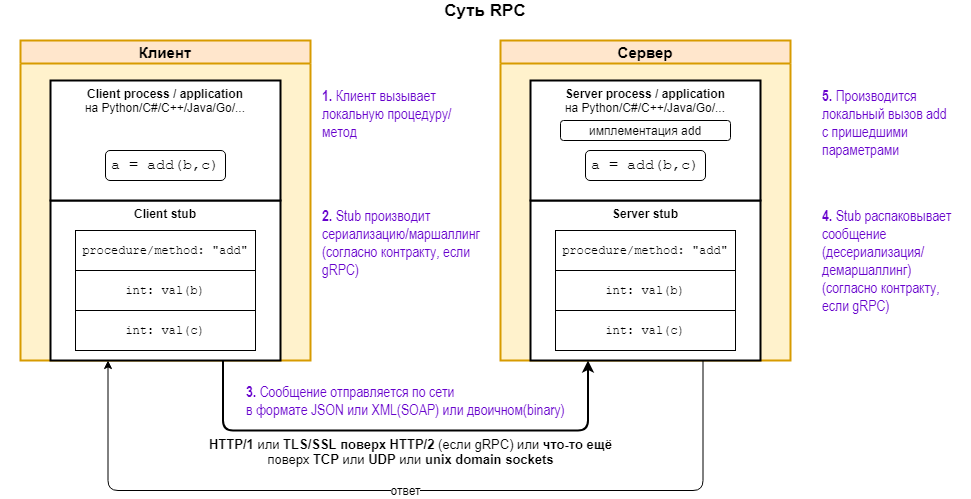 Суть RPC
Клиент
Client process / application
на Python/C#/C++/Java/Go/...
a = add(b,c)
Client stub
procedure/method: "add"
int: val(b)
int: val(c)
1. Клиент вызывает
локальную процедуру/
метод
2. Stub производит
сериализацию/маршаллинг
(согласно контракту, если
gRPC)
Сервер
Server process / application
на Python/C#/C++/Java/Go/...
имплементация add
a = add(b,c)
Server stub
procedure/method: "add"
int: val(b)
int: val(c)
5. Производится
локальный вызов add
с пришедшими
параметрами
4. Stub распаковывает
сообщение
(десериализация/
демаршаллинг)
(согласно контракту,
если gRPC)
3. Сообщение отправляется по сети
в формате JSON или XML(SOAP) или двоичном(binary)
HTTP/1 или TLS/SSL поверх HTTP/2 (если gRPC) или что-то ещё
поверх TCP или UDP или unix domain sockets
ответ